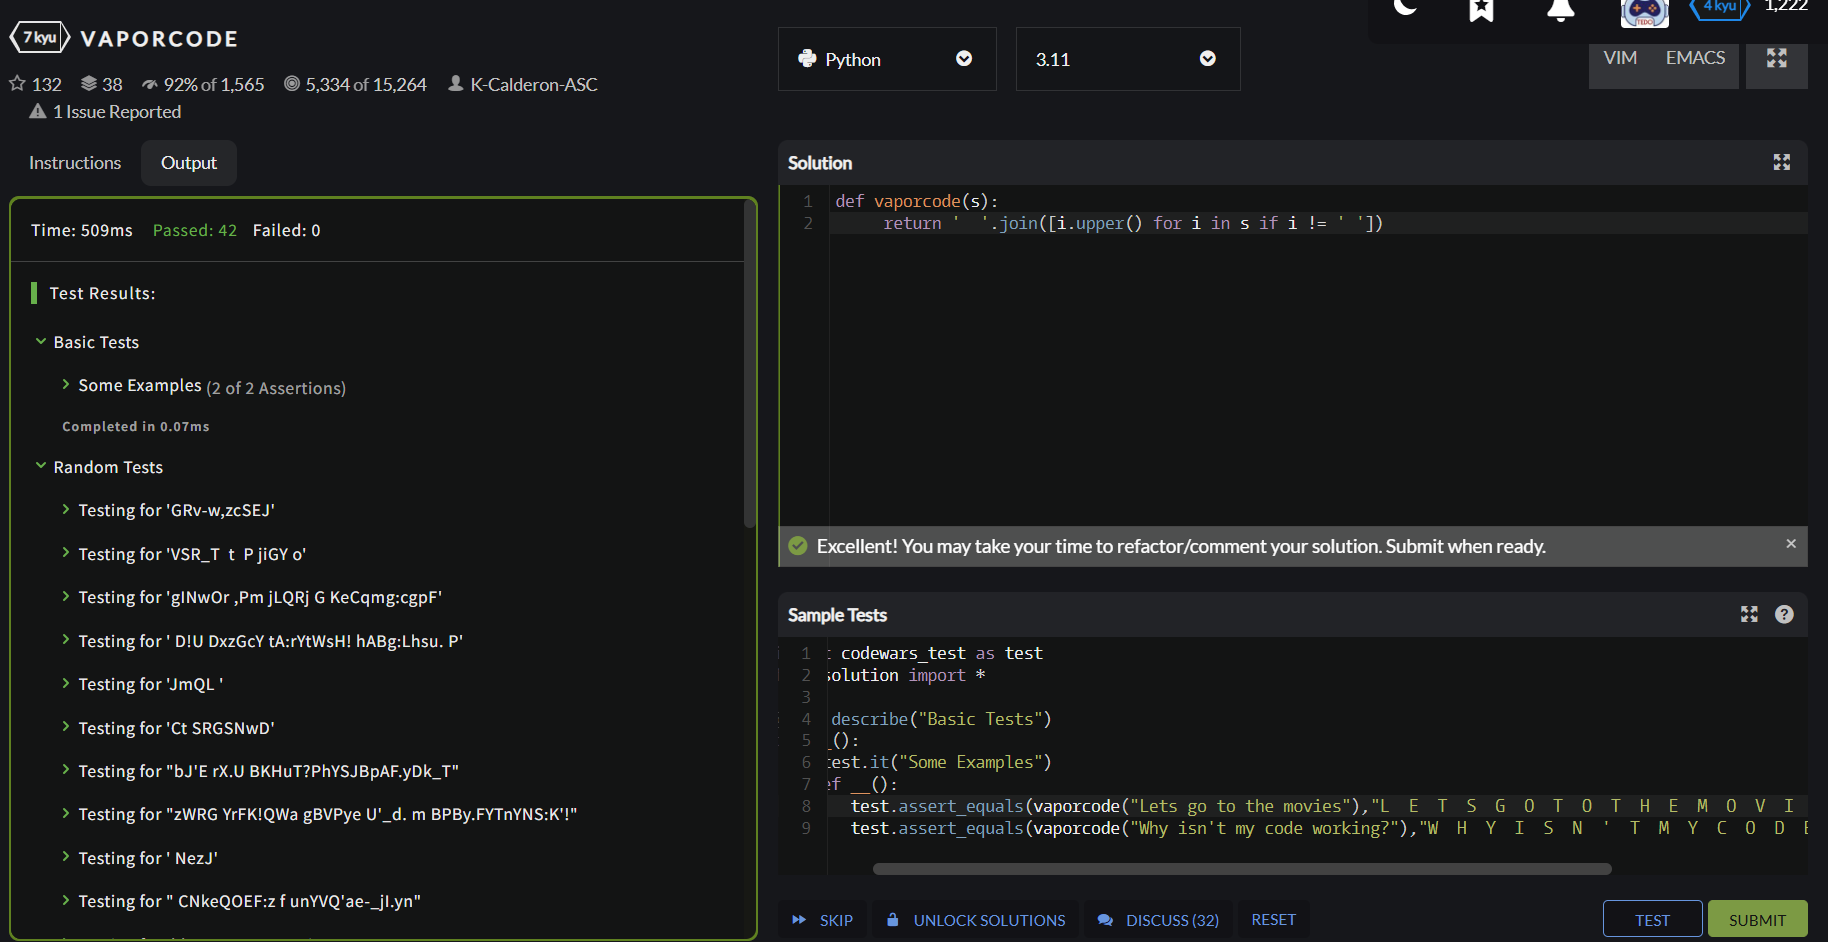 7 kyu VAPORCODE
132 38 92% of 1,565 5,334 of 15,264 K-Calderon-ASC
1 Issue Reported
Instructions Output
Time: 509ms Passed: 42 Failed: 0
Test Results:
Basic Tests
Some Examples (2 of 2 Assertions)
Completed in 0.07ms
Random Tests
Testing for 'GRv-w,zcSEJ'
Testing for 'VSR_T  t  P jiGY o'
Testing for 'gINwOr ,Pm jLQRj G KeCqmg:cgpF'
Testing for ' D!U DxzGcY tA:rYtWsH! hABg:Lhsu. P'
Testing for 'JmQL '
Testing for 'Ct SRGSNwD'
Testing for "bJ'E rX.U BKHuT?PhYSJBpAF.yDk_T"
Testing for "zWRG YrFK!QWa gBVPye U'_d. m BPBy.FYTnYNS:K'!"
Testing for ' NezJ'
Testing for " CNkeQOEF:z f unYVQ'ae-_jI.yn"
Python 3.11
TEDO 4 kyu 1,222
VIM EMACS
Solution
1 def vaporcode(s):
2 return '  '.join([i.upper() for i in s if i != ' '])
Excellent! You may take your time to refactor/comment your solution. Submit when ready.
Sample Tests
1 codewars_test as test
2 solution import *
3
4 describe("Basic Tests")
5 _():
6 test.it("Some Examples")
7 ef __():
8 test.assert_equals(vaporcode("Lets go to the movies"),"L  E  T  S  G  O  T  O  T  H  E  M  O  V  I
9 test.assert_equals(vaporcode("Why isn't my code working?"),"W  H  Y  I  S  N  '  T  M  Y  C  O  D  E
SKIP UNLOCK SOLUTIONS DISCUSS (32) RESET TEST SUBMIT